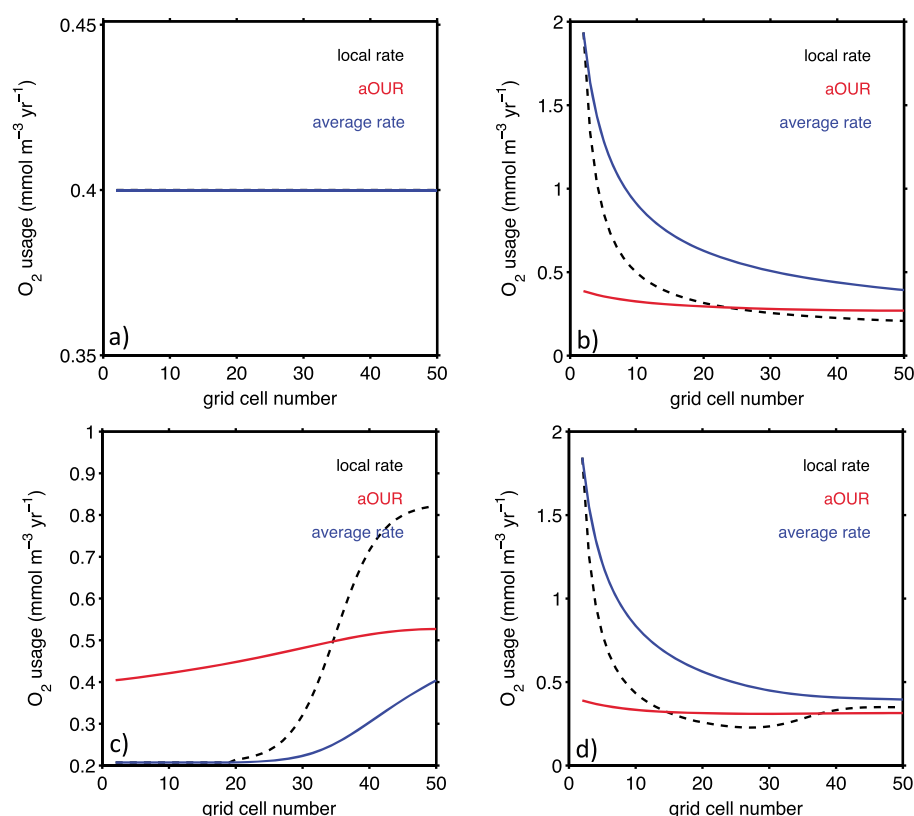 0.45
0.4
0.35
O2 usage (mmol m−3 yr−1)
local rate
aOUR
average rate
a)
0 10 20 30 40 50
grid cell number
2
1.5
1
0.5
0
O2 usage (mmol m−3 yr−1)
local rate
aOUR
average rate
b)
0 10 20 30 40 50
grid cell number
1
0.9
0.8
0.7
0.6
0.5
0.4
0.3
0.2
O2 usage (mmol m−3 yr−1)
local rate
aOUR
average rate
c)
0 10 20 30 40 50
grid cell number
2
1.5
1
0.5
0
O2 usage (mmol m−3 yr−1)
local rate
aOUR
average rate
d)
0 10 20 30 40 50
grid cell number